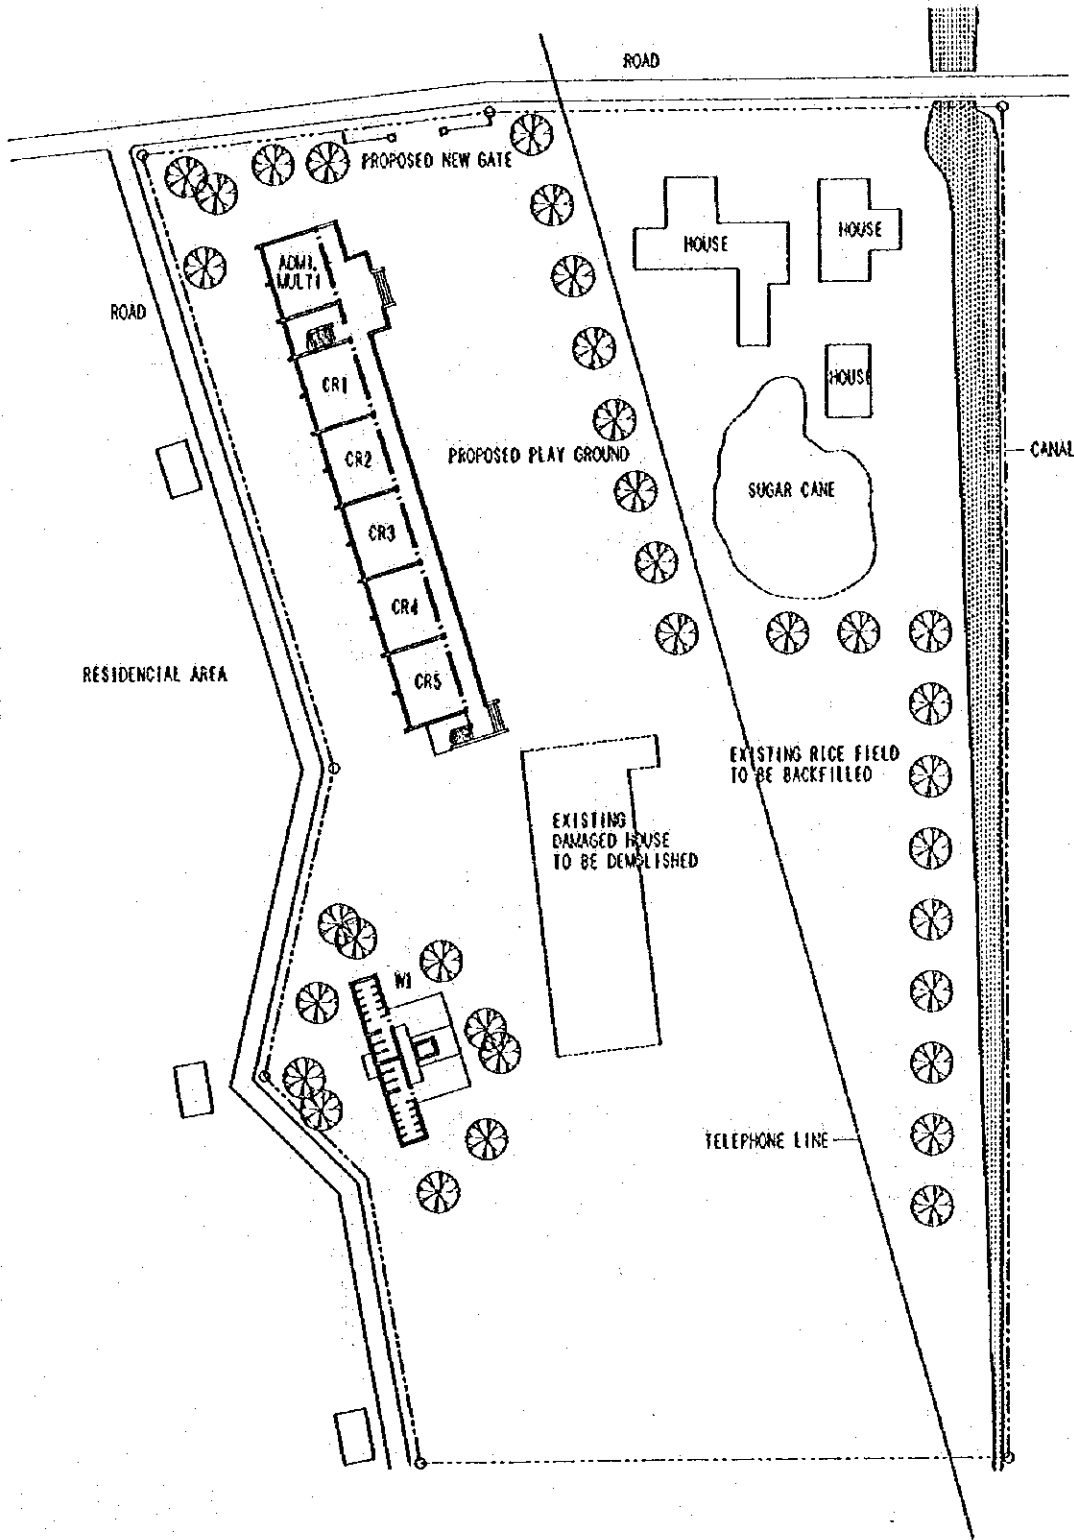 ROAD
PROPOSED NEW GATE
HOUSE
HOUSE
ADMI.
MULTI
ROAD
CR1
HOUSE
CR2
PROPOSED PLAY GROUND
CANAL
SUGAR CANE
CR3
CR4
RESIDENCIAL AREA
CR5
EXISTING RICE FIELD
TO BE BACKFILLED
EXISTING
DAMAGED HOUSE
TO BE DEMOLISHED
W1
TELEPHONE LINE